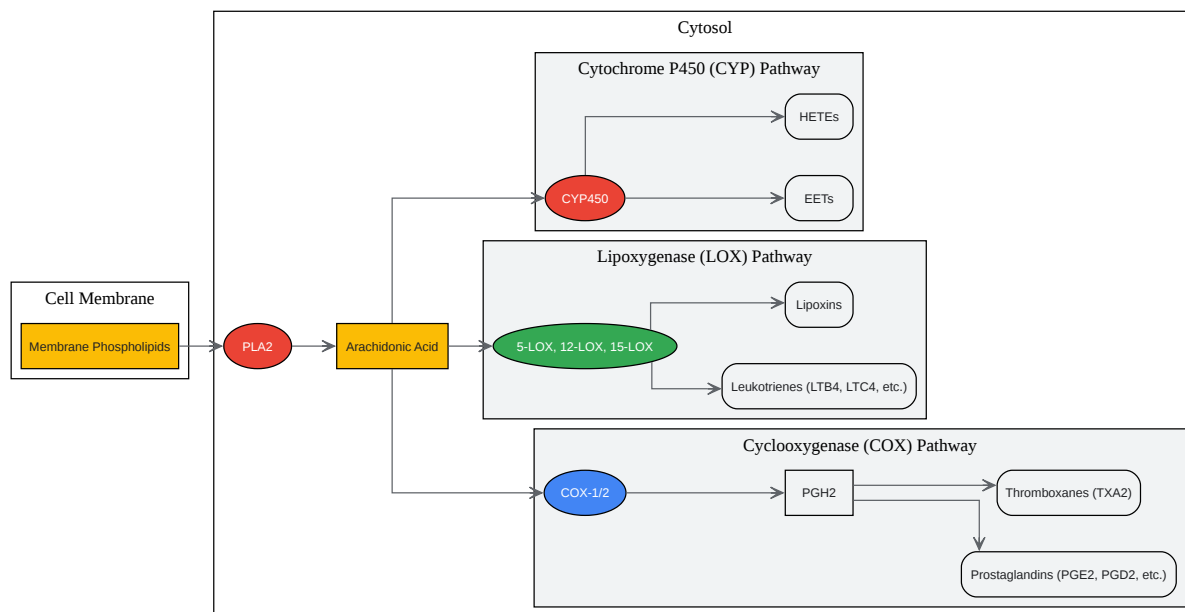 Cytosol
Cytochrome P450 (CYP) Pathway
HETEs
CYP450
EETs
Lipoxygenase (LOX) Pathway
Cell Membrane
Lipoxins
Membrane Phospholipids
PLA2
Arachidonic Acid
5-LOX, 12-LOX, 15-LOX
Leukotrienes (LTB4, LTC4, etc.)
Cyclooxygenase (COX) Pathway
COX-1/2
PGH2
Thromboxanes (TXA2)
Prostaglandins (PGE2, PGD2, etc.)